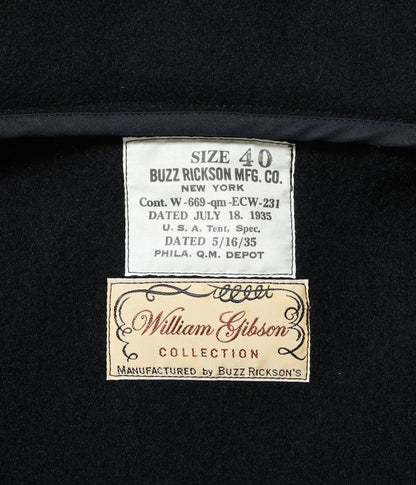 SIZE 40
BUZZ RICKSON MFG. CO.
NEW YORK
Cont. W-669-qm-ECW-231
DATED JULY 18. 1935
U. S. A. Tent, Spec.
DATED 5/16/35
PHILA. Q.M. DEPOT
William Gibson
COLLECTION
MANUFACTURED by BUZZ RICKSON'S